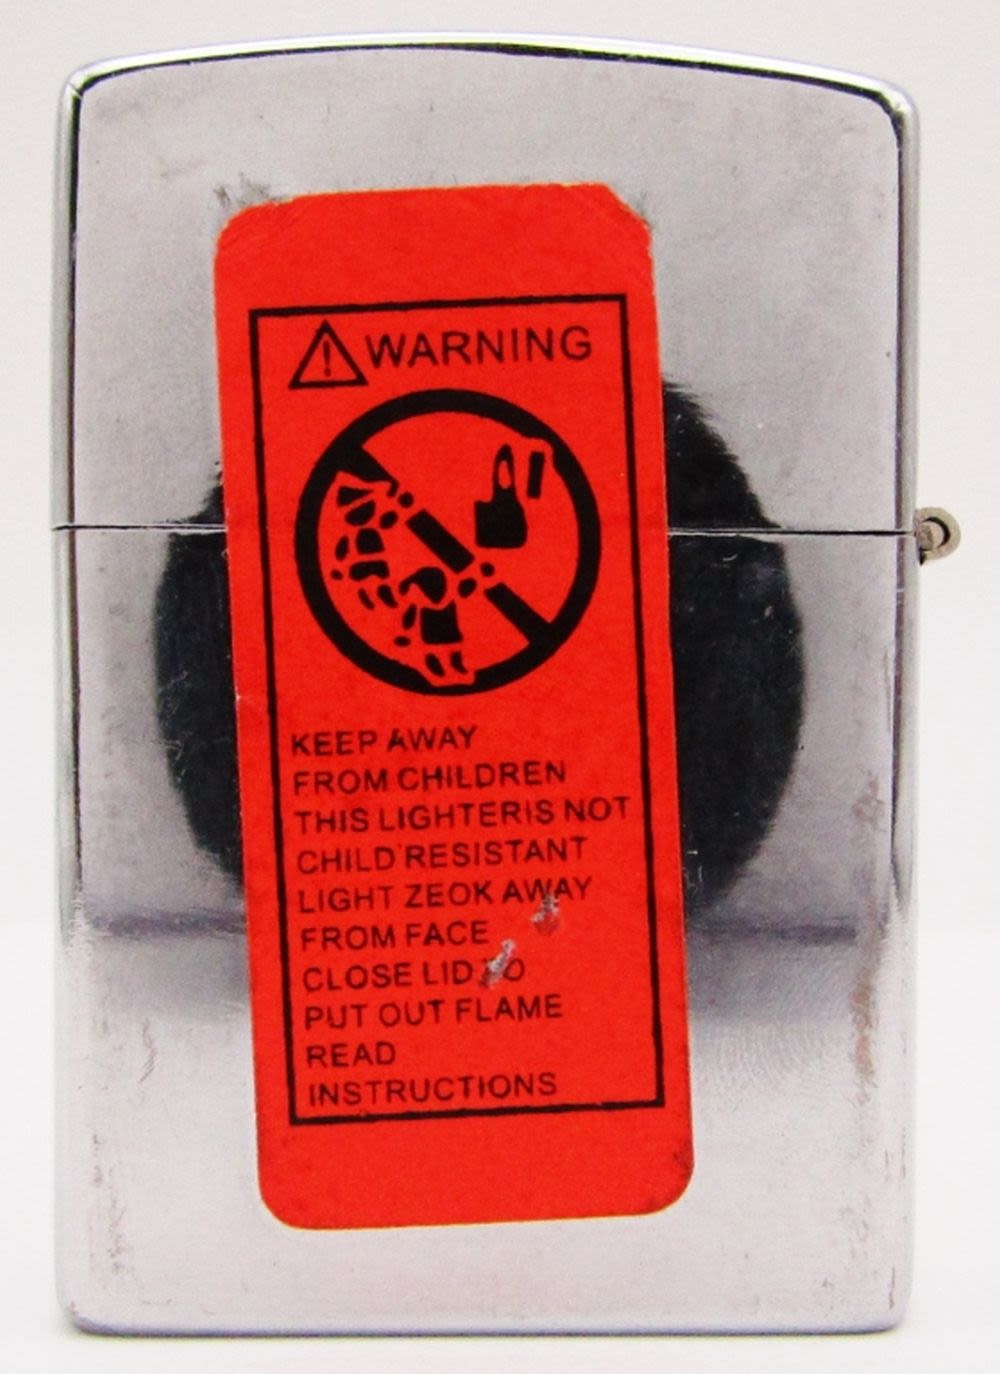 WARNING
KEEP AWAY
FROM CHILDREN
THIS LIGHTERIS NOT
CHILD RESISTANT
LIGHT ZEOK AWAY
FROM FACE
CLOSE LID TO
PUT OUT FLAME
READ
INSTRUCTIONS